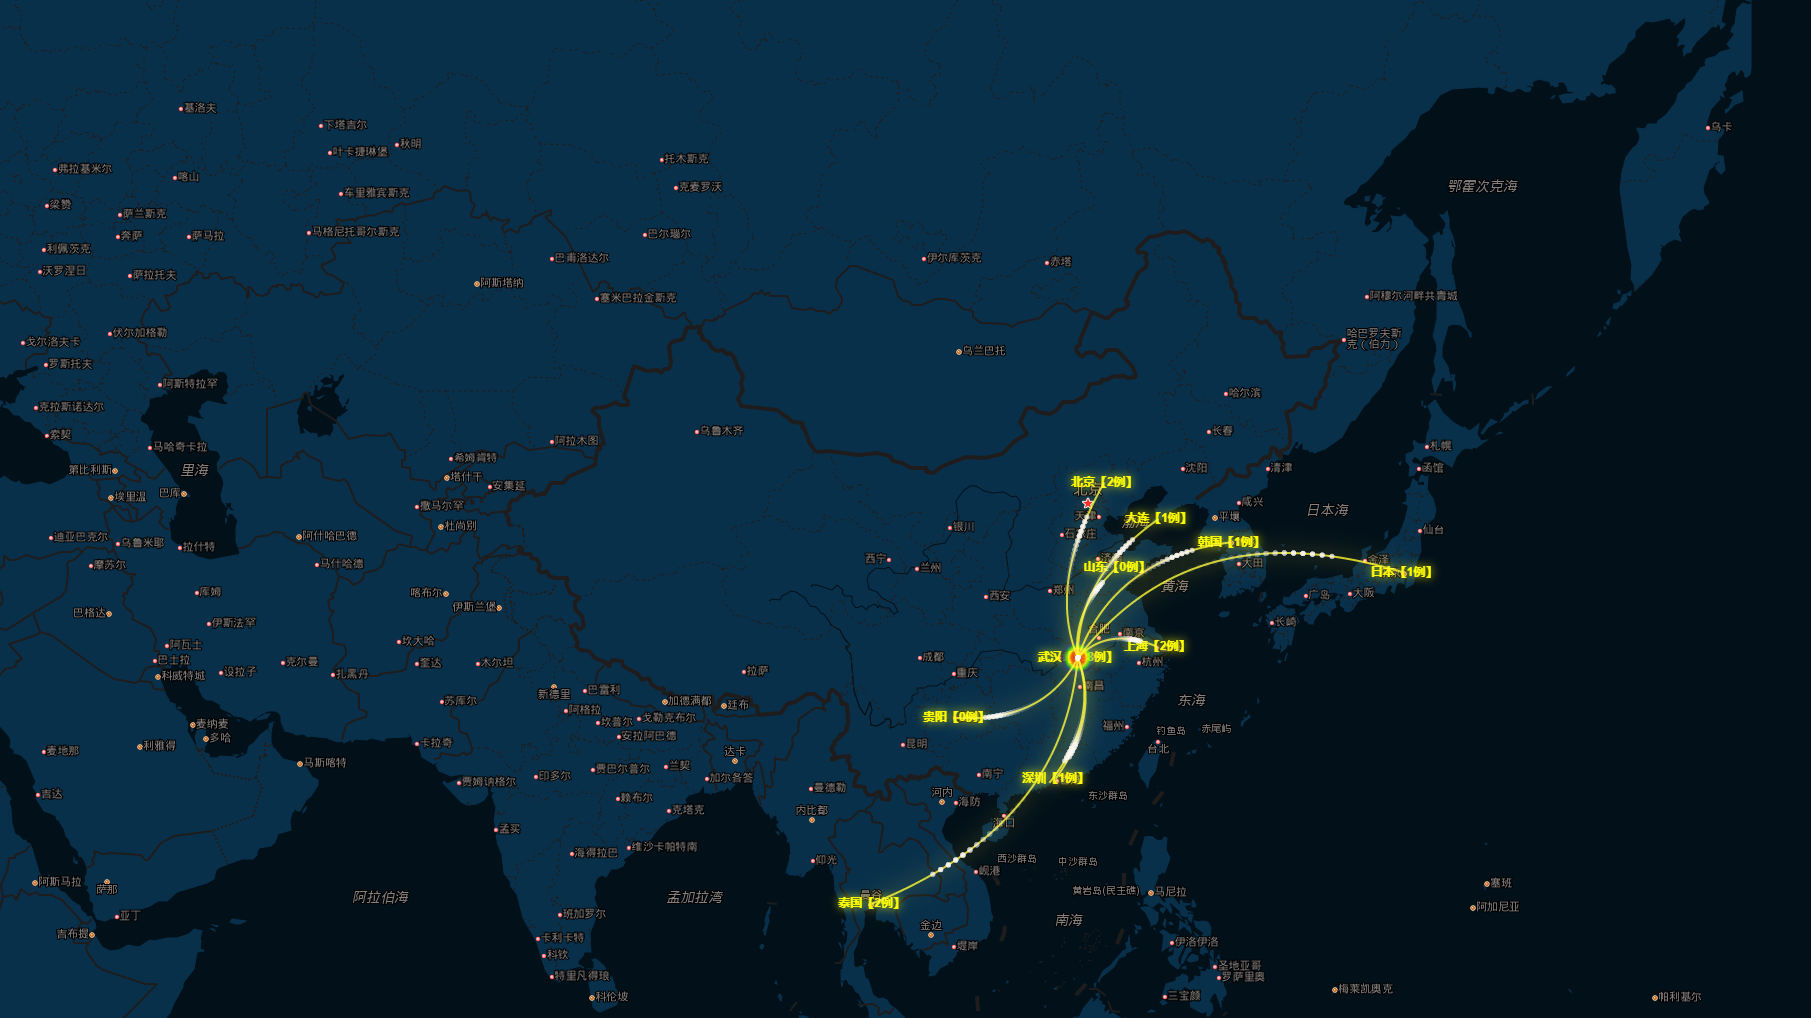 基洛夫
下塔吉尔
乌卡
秋明
叶卡捷琳堡
托木斯克
弗拉基米尔
喀山
克麦罗沃
鄂霍次克海
车里雅宾斯克
梁赞
萨兰斯克
马格尼托哥尔斯克
奔萨
萨马拉
巴尔瑙尔
利佩茨克
巴甫洛达尔
伊尔库茨克
赤塔
沃罗涅日
萨拉托夫
阿斯塔纳
塞米巴拉金斯克
阿穆尔河畔共青城
伏尔加格勒
哈巴罗夫斯
克（伯力）
戈尔洛夫卡
乌兰巴托
罗斯托夫
阿斯特拉罕
哈尔滨
克拉斯诺达尔
索契
乌鲁木齐
长春
阿拉木图
马哈奇卡拉
札幌
希姆肯特
第比利斯
里海
沈阳
清津
函馆
塔什干
北京【2例】
安集延
巴库
北京
埃里温
撒马尔罕
咸兴
日本海
天津
大连【1例】
渤海
平壤
杜尚别
银川
仙台
迪亚巴克尔
乌鲁米耶
阿什哈巴德
石家庄
韩国【1例】
拉什特
西宁
济南
金泽
摩苏尔
马什哈德
兰州
山东【0例】
大田
日本【1例】
库姆
喀布尔
西安
郑州
黄海
广岛
大阪
伊斯兰堡
巴格达
伊斯法罕
长崎
合肥
南京
阿瓦士
坎大哈
上海【2例】
巴士拉
克尔曼
奎达
木尔坦
成都
武汉
例】
杭州
科威特城
设拉子
扎黑丹
拉萨
重庆
新德里
巴雷利
南昌
苏库尔
加德满都
廷布
东海
阿格拉
坎普尔
戈勒克布尔
贵阳【0例】
麦纳麦
多哈
福州
钓鱼岛
赤尾屿
安拉阿巴德
麦地那
利雅得
卡拉奇
达卡
昆明
台北
马斯喀特
印多尔
贾巴尔普尔
兰契
加尔各答
南宁
深圳【1例】
贾姆讷格尔
曼德勒
河内
吉达
赖布尔
克塔克
内比都
海防
东沙群岛
孟买
海口
海得拉巴
维沙卡帕特南
仰光
西沙群岛
中沙群岛
岘港
阿斯马拉
萨那
阿拉伯海
孟加拉湾
曼谷
泰国【2例】
黄岩岛(民主礁)
马尼拉
塞班
阿加尼亚
亚丁
班加罗尔
南海
吉布提
金边
卡利卡特
堤岸
伊洛伊洛
科钦
圣地亚哥
特里凡得琅
罗萨里奥
科伦坡
三宝颜
梅莱凯奥克
帕利基尔